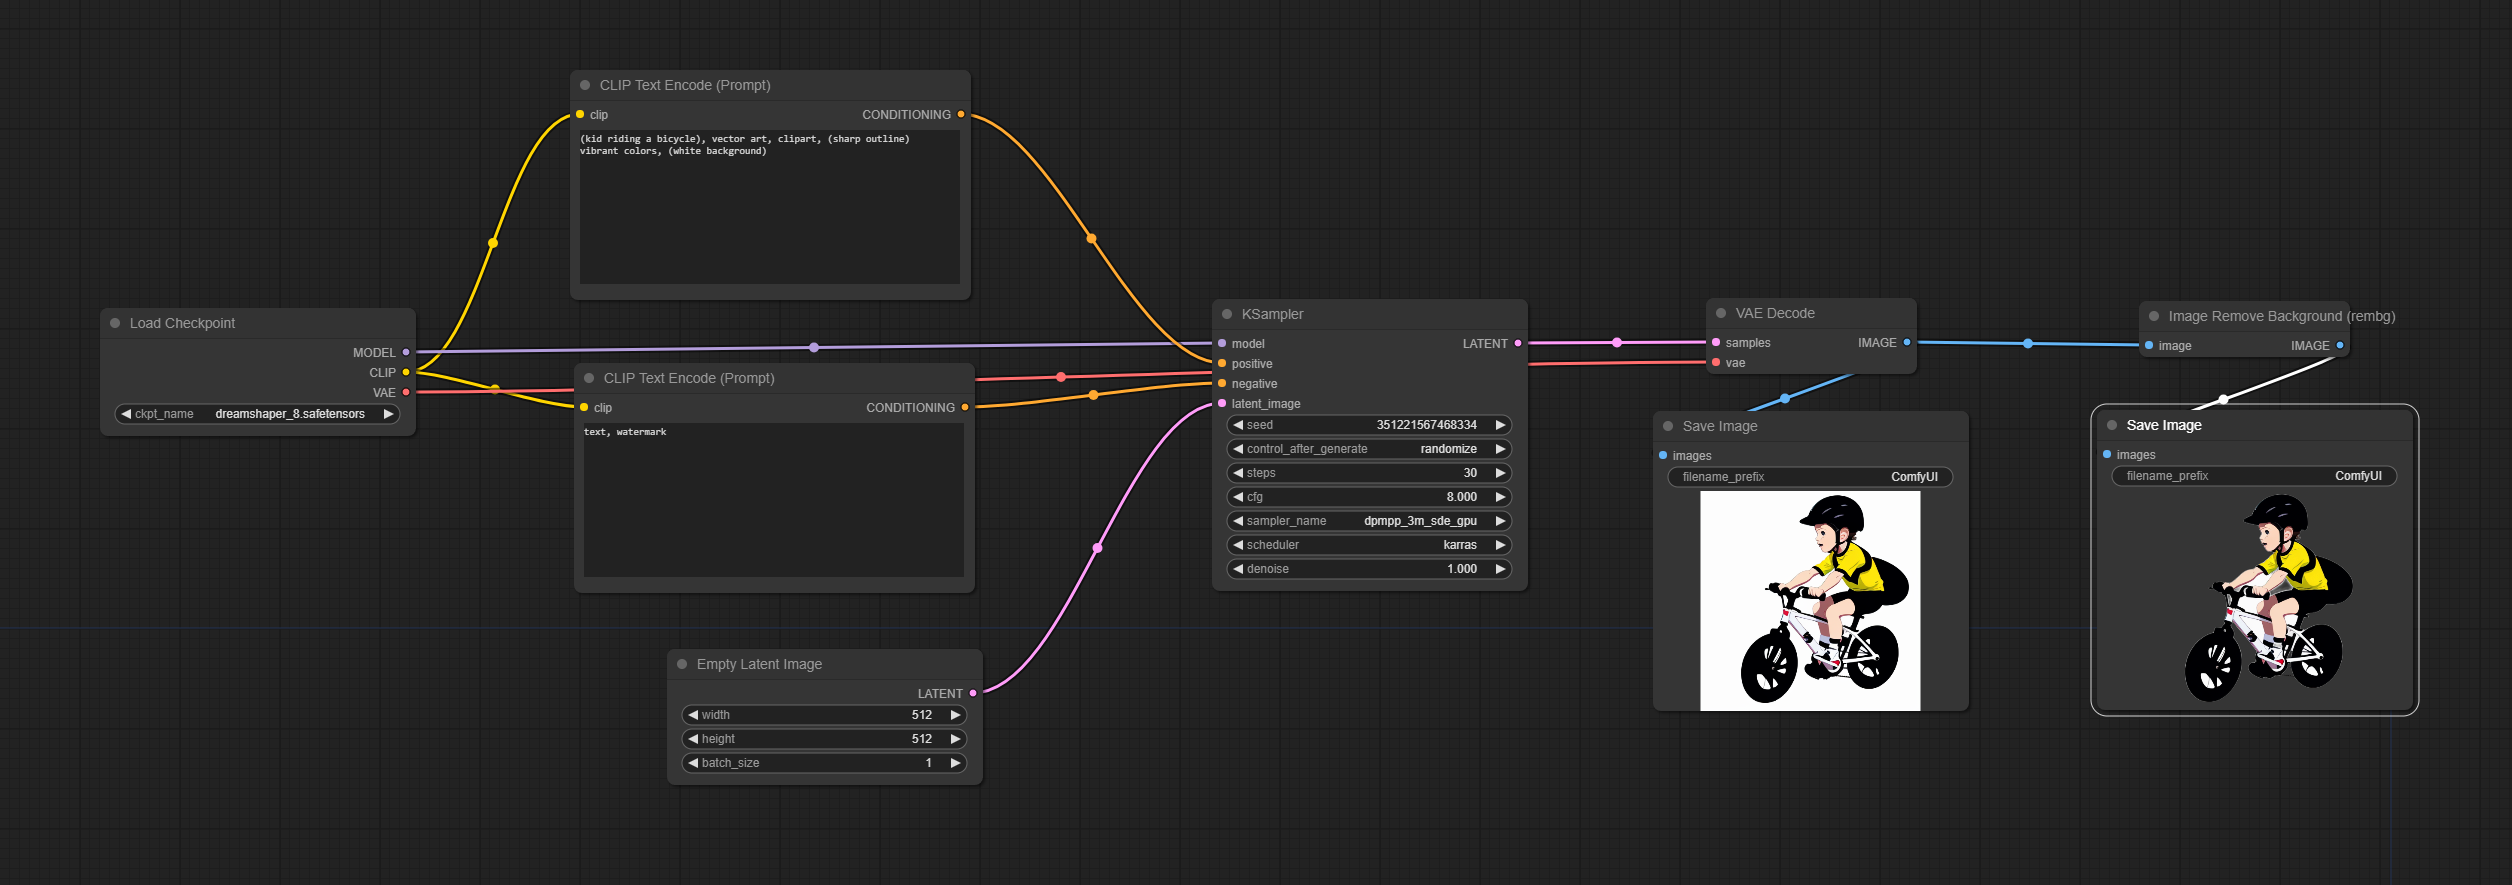 Load Checkpoint
MODEL
CLIP
VAE
ckpt_name dreamshaper_8.safetensors
CLIP Text Encode (Prompt)
clip CONDITIONING
(kid riding a bicycle), vector art, clipart, (sharp outline)
vibrant colors, (white background)
CLIP Text Encode (Prompt)
clip CONDITIONING
text, watermark
Empty Latent Image
LATENT
width 512
height 512
batch_size 1
KSampler
model LATENT
positive
negative
latent_image
seed 351221567468334
control_after_generate randomize
steps 30
cfg 8.000
sampler_name dpmpp_3m_sde_gpu
scheduler karras
denoise 1.000
VAE Decode
samples IMAGE
vae
Save Image
images
filename_prefix ComfyUI
Image Remove Background (rembg)
image IMAGE
Save Image
images
filename_prefix ComfyUI